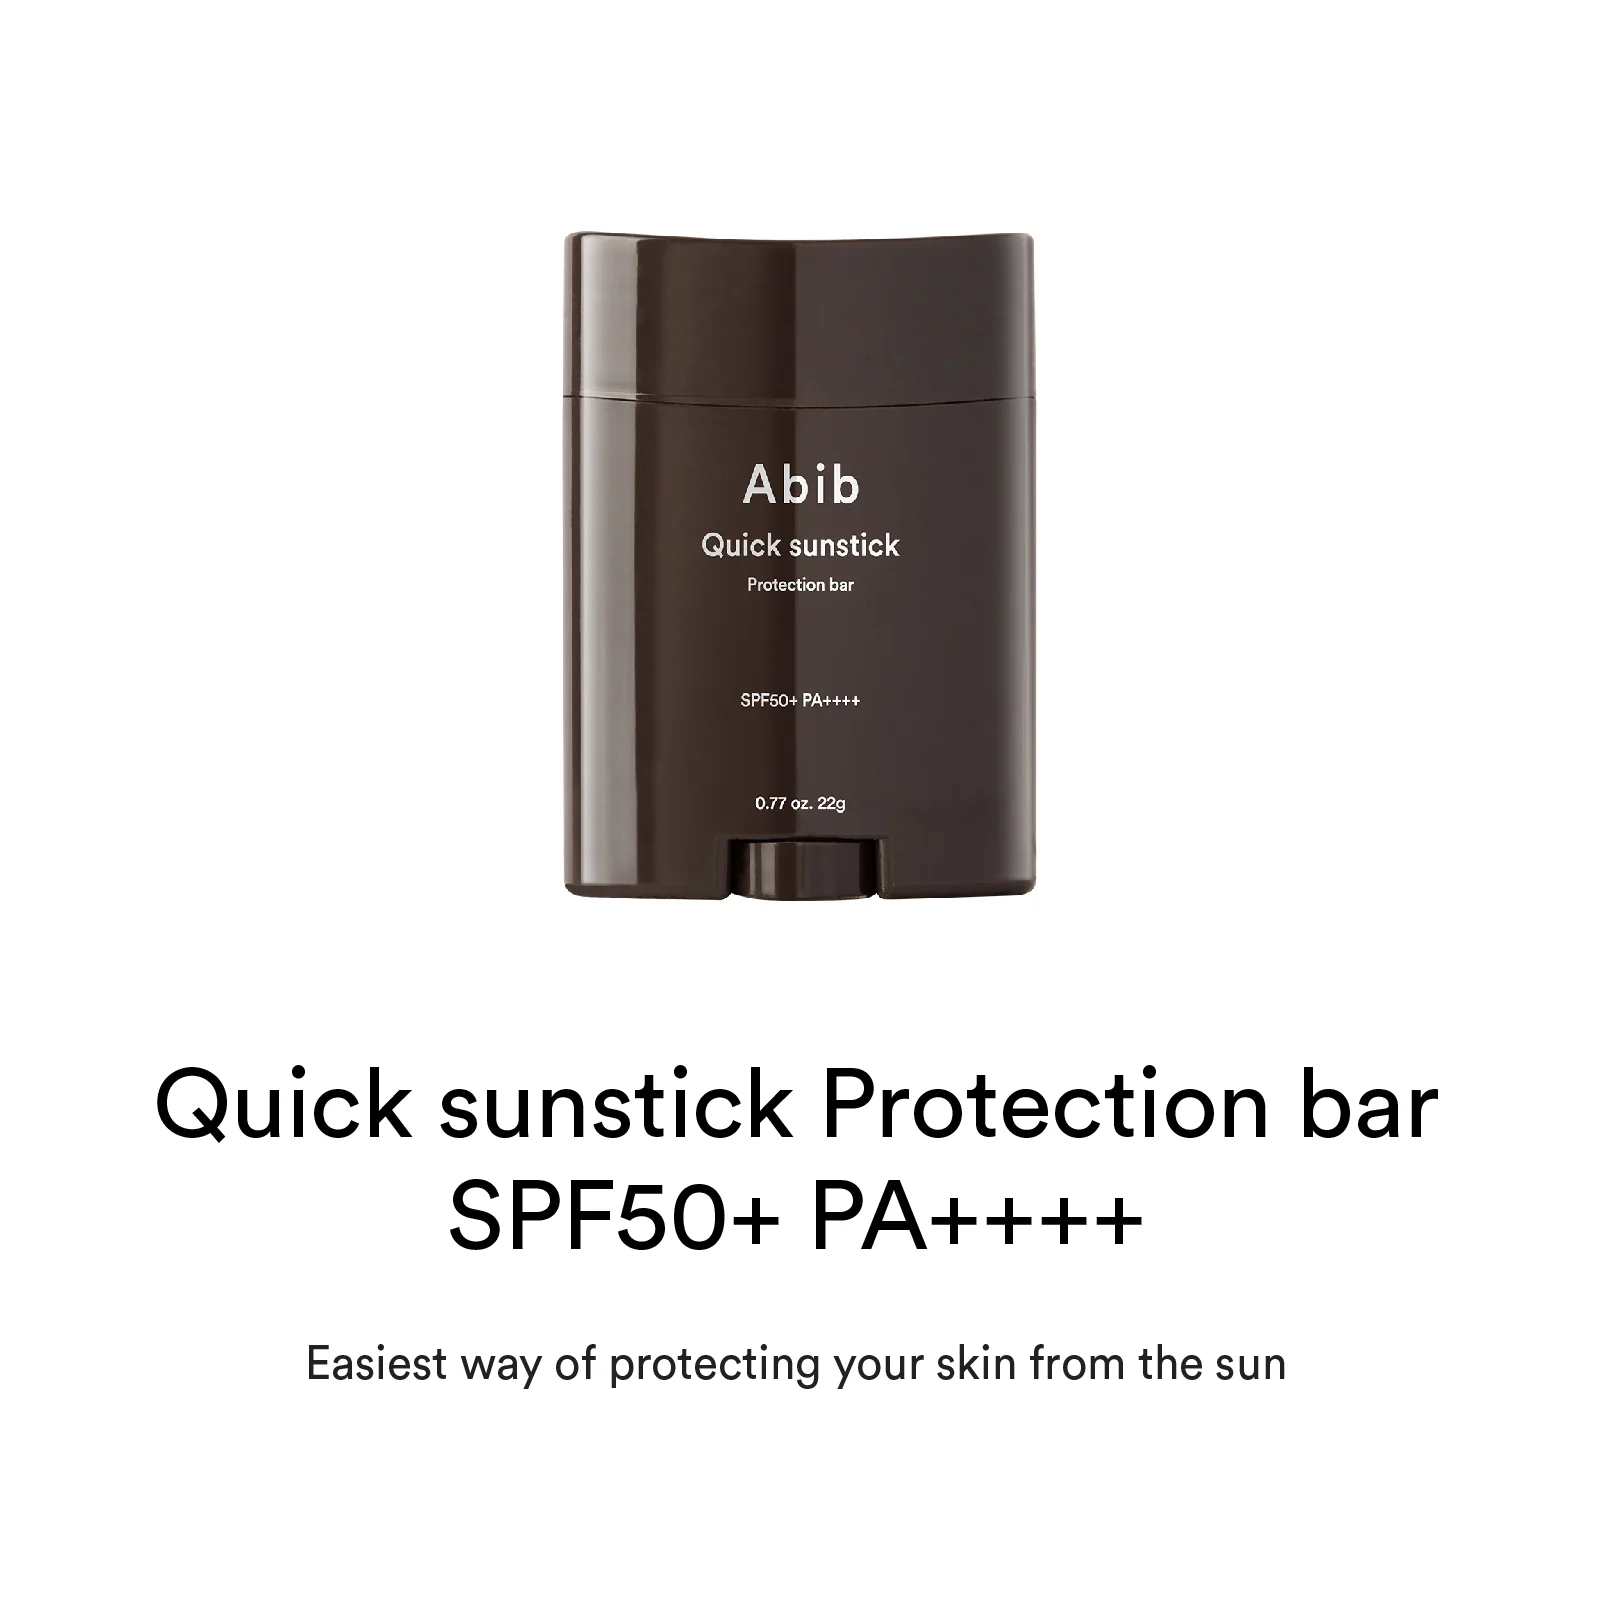 Abib
Quick sunstick
Protection bar
SPF50+ PA++++
0.77 oz. 22g
Quick sunstick Protection bar
SPF50+ PA++++
Easiest way of protecting your skin from the sun